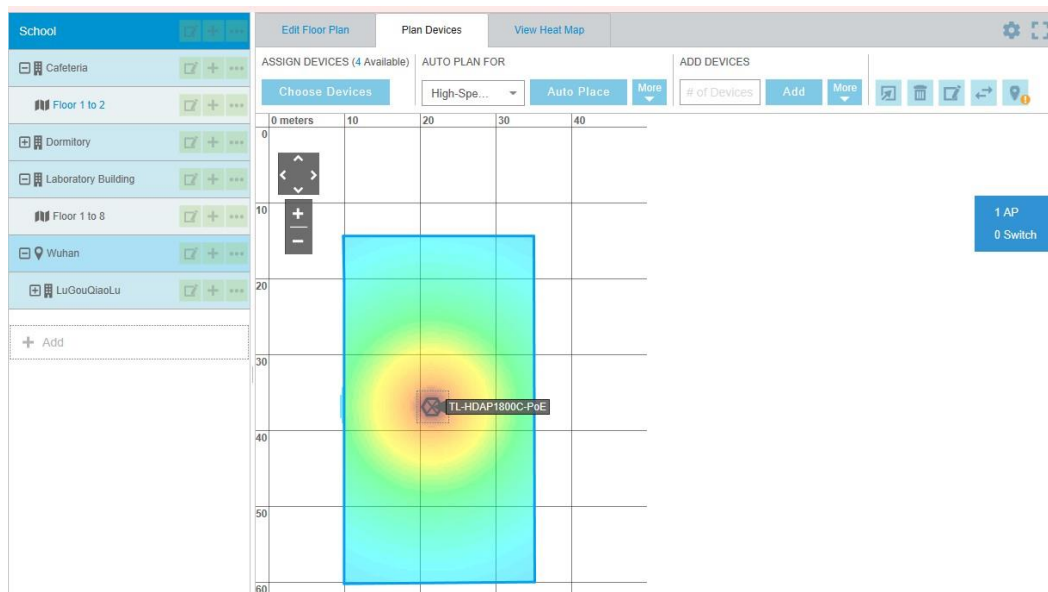 School
Edit Floor Plan
Plan Devices
View Heat Map
Cafeteria
Floor 1 to 2
Dormitory
Laboratory Building
Floor 1 to 8
Wuhan
LuGouQiaoLu
Add
ASSIGN DEVICES (4 Available)
AUTO PLAN FOR
ADD DEVICES
Choose Devices
High-Spe...
Auto Place
More
# of Devices
Add
More
0 meters 10 20 30 40
0
10
20
30
40
50
60
TL-HDAP1800C-PoE
1 AP
0 Switch